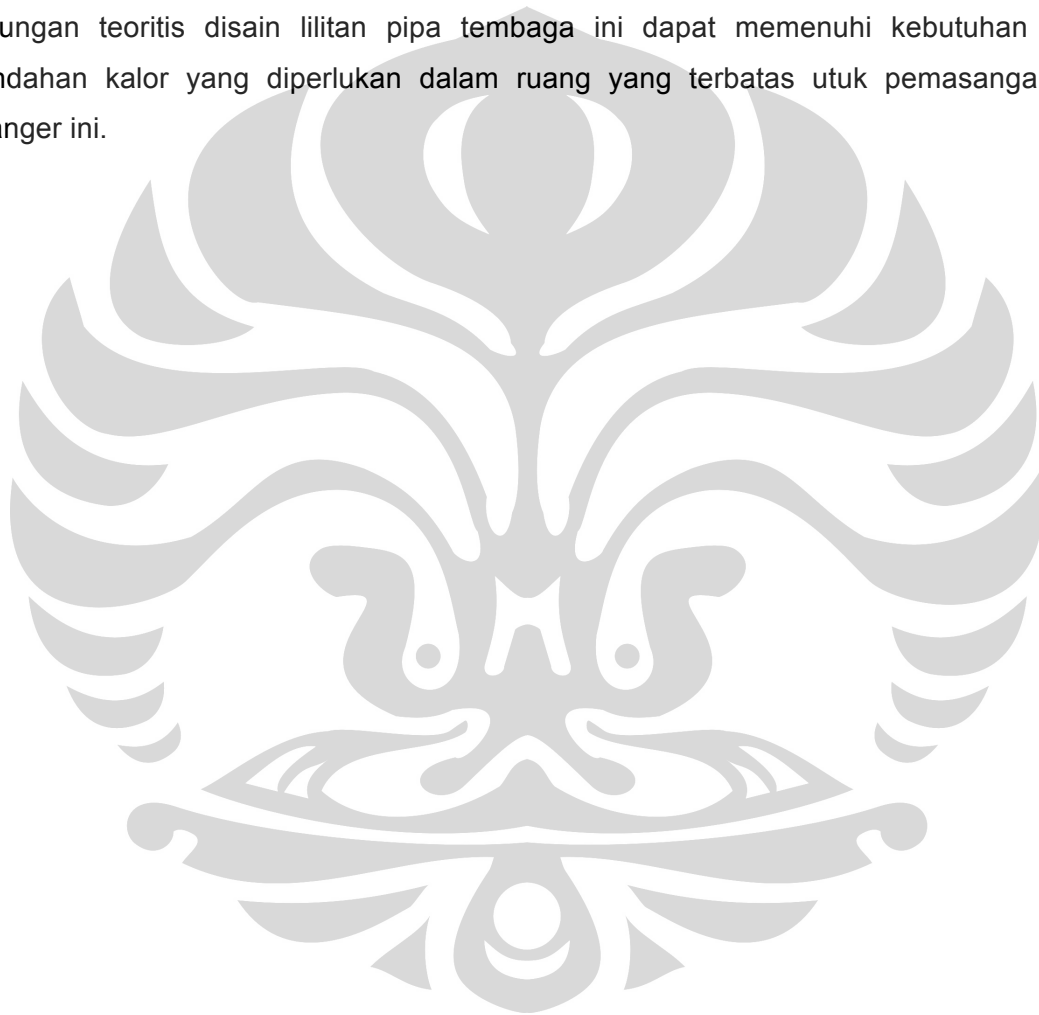 ungan teoritis disain lilitan pipa tembaga ini dapat memenuhi kebutuhan
ndahan kalor yang diperlukan dalam ruang yang terbatas utuk pemasanga
anger ini.